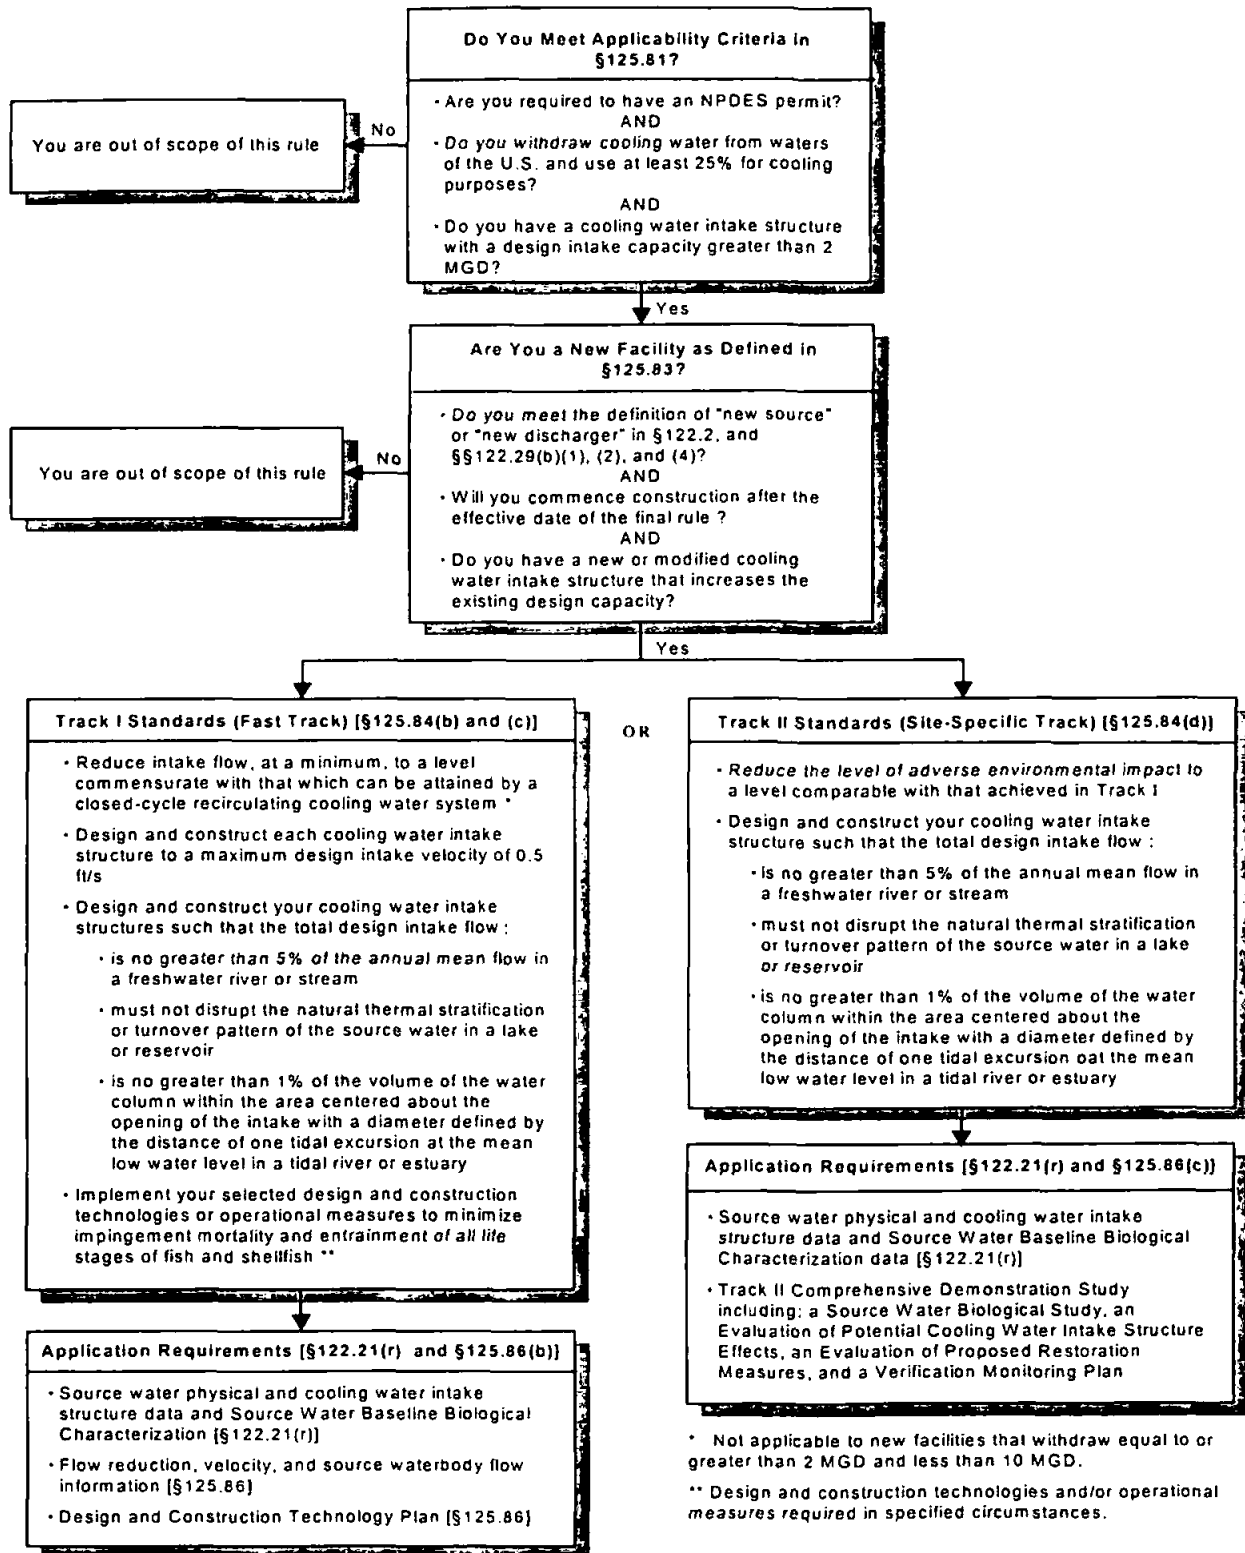 Do You Meet Applicability Criteria in
§125.81?
• Are you required to have an NPDES permit?
AND
• Do you withdraw cooling water from waters
of the U.S. and use at least 25% for cooling
purposes?
AND
• Do you have a cooling water intake structure
with a design intake capacity greater than 2
MGD?
No
You are out of scope of this rule
Yes
Are You a New Facility as Defined in
§125.83?
• Do you meet the definition of "new source"
or "new discharger" in §122.2, and
§§122.29(b)(1), (2), and (4)?
AND
• Will you commence construction after the
effective date of the final rule ?
AND
• Do you have a new or modified cooling
water intake structure that increases the
existing design capacity?
No
You are out of scope of this rule
Yes
Track I Standards (Fast Track) [§125.84(b) and (c)]
• Reduce intake flow, at a minimum, to a level
commensurate with that which can be attained by a
closed-cycle recirculating cooling water system *
• Design and construct each cooling water intake
structure to a maximum design intake velocity of 0.5
ft/s
• Design and construct your cooling water intake
structures such that the total design intake flow :
• is no greater than 5% of the annual mean flow in
a freshwater river or stream
• must not disrupt the natural thermal stratification
or turnover pattern of the source water in a lake
or reservoir
• is no greater than 1% of the volume of the water
column within the area centered about the
opening of the intake with a diameter defined by
the distance of one tidal excursion at the mean
low water level in a tidal river or estuary
• Implement your selected design and construction
technologies or operational measures to minimize
impingement mortality and entrainment of all life
stages of fish and shellfish **
OR
Track II Standards (Site-Specific Track) [§125.84(d)]
• Reduce the level of adverse environmental impact to
a level comparable with that achieved in Track I
• Design and construct your cooling water intake
structure such that the total design intake flow :
• is no greater than 5% of the annual mean flow in
a freshwater river or stream
• must not disrupt the natural thermal stratification
or turnover pattern of the source water in a lake
or reservoir
• is no greater than 1% of the volume of the water
column within the area centered about the
opening of the intake with a diameter defined by
the distance of one tidal excursion oat the mean
low water level in a tidal river or estuary
Application Requirements [§122.21(r) and §125.86(b)]
• Source water physical and cooling water intake
structure data and Source Water Baseline Biological
Characterization [§122.21(r)]
• Flow reduction, velocity, and source waterbody flow
information [§125.86]
• Design and Construction Technology Plan [§125.86]
Application Requirements [§122.21(r) and §125.86(c)]
• Source water physical and cooling water intake
structure data and Source Water Baseline Biological
Characterization data [§122.21(r)]
• Track II Comprehensive Demonstration Study
including; a Source Water Biological Study, an
Evaluation of Potential Cooling Water Intake Structure
Effects, an Evaluation of Proposed Restoration
Measures, and a Verification Monitoring Plan
* Not applicable to new facilities that withdraw equal to or
greater than 2 MGD and less than 10 MGD.
** Design and construction technologies and/or operational
measures required in specified circumstances.